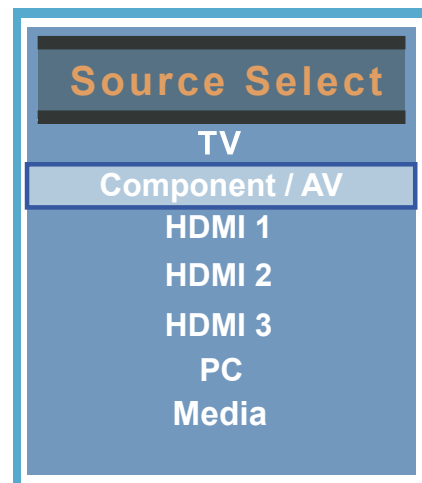 Source Select
TV
Component / AV
HDMI 1
HDMI 2
HDMI 3
PC
Media